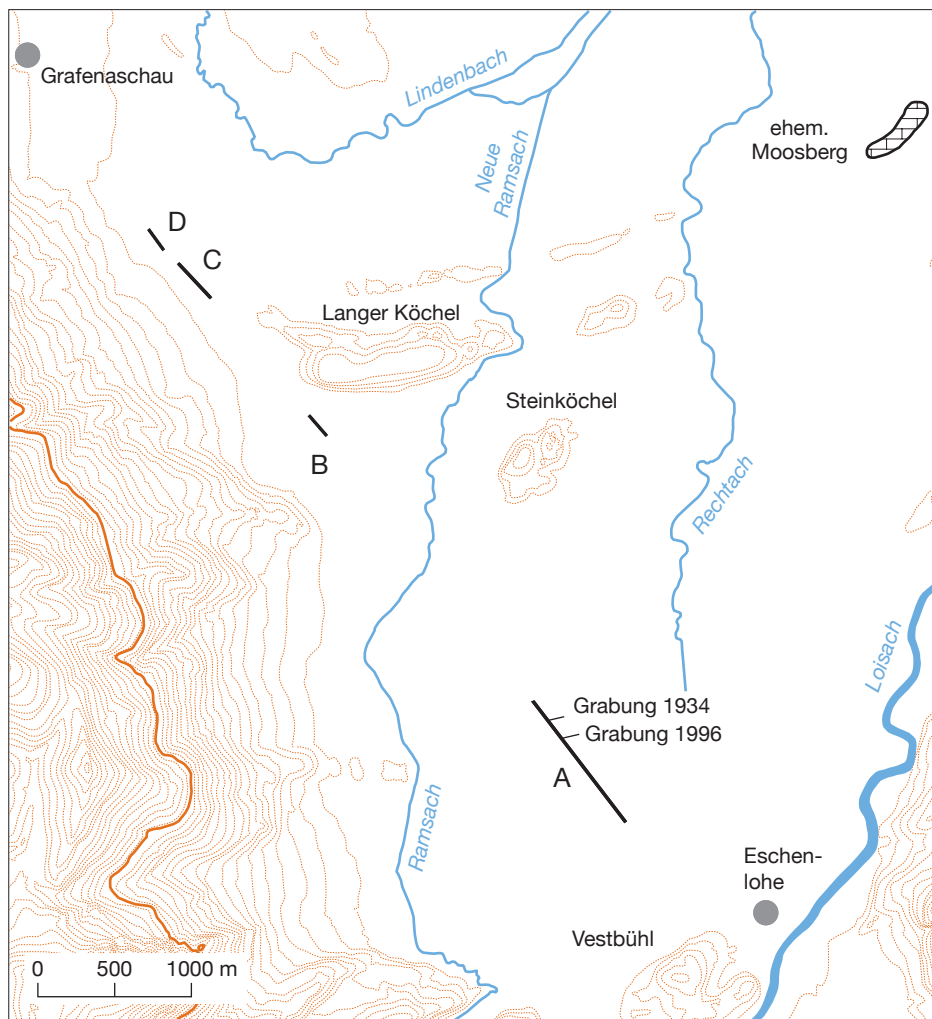 Grafenaschau
Lindenbach
ehem.
Moosberg
Neue
Ramsach
D
C
Langer Köchel
Steinköchel
B
Rechtach
Loisach
Grabung 1934
Grabung 1996
A
Ramsach
Eschen-
lohe
Vestbühl
0 500 1000 m